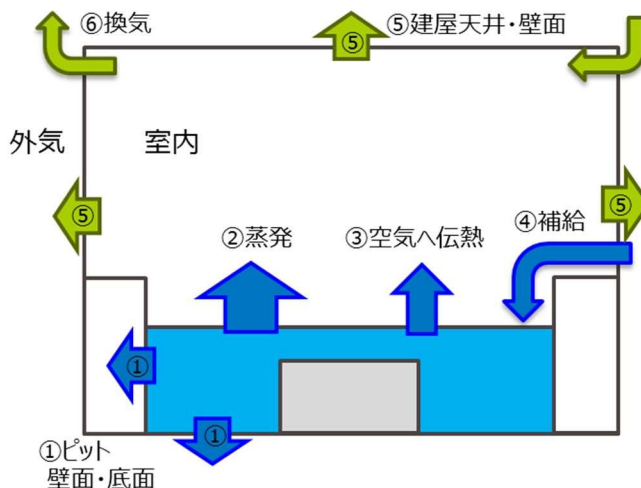 ⑥換気
⑤
⑤建屋天井・壁面
外気
室内
⑤
⑤
②蒸発
③空気へ伝熱
④補給
①
①
①ピット
壁面・底面